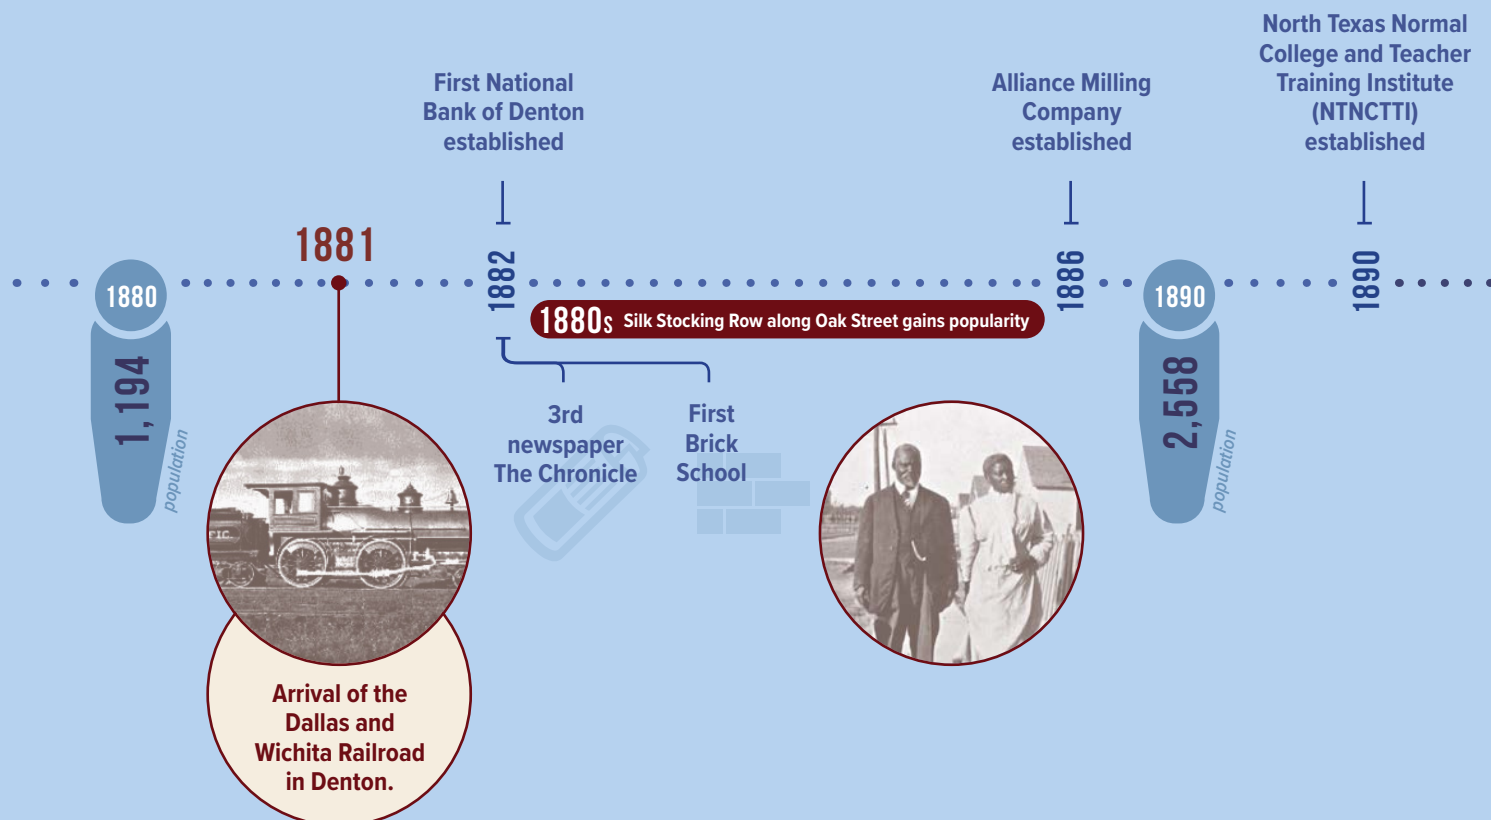 1880
1,194
population
1881
Arrival of the
Dallas and
Wichita Railroad
in Denton.
First National
Bank of Denton
established
1882
3rd
newspaper
The Chronicle
First
Brick
School
1880s Silk Stocking Row along Oak Street gains popularity
Alliance Milling
Company
established
1886
1890
2,558
population
North Texas Normal
College and Teacher
Training Institute
(NTNCTTI)
established
1890